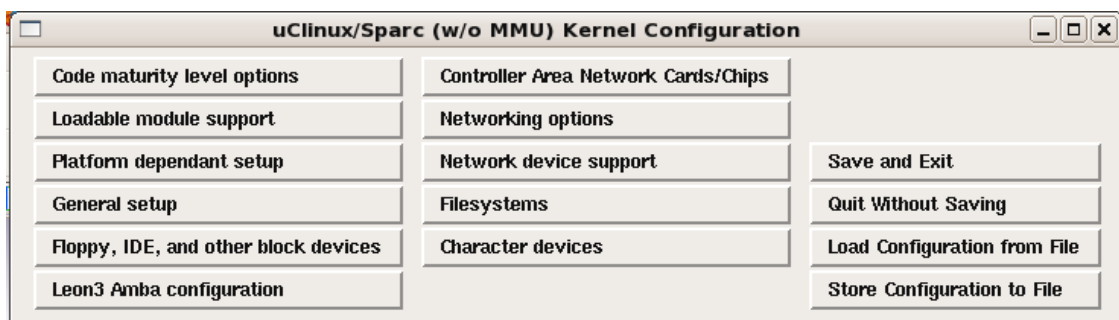 uClinux/Sparc (w/o MMU) Kernel Configuration
Code maturity level options
Loadable module support
Platform dependant setup
General setup
Floppy, IDE, and other block devices
Leon3 Amba configuration
Controller Area Network Cards/Chips
Networking options
Network device support
Filesystems
Character devices
Save and Exit
Quit Without Saving
Load Configuration from File
Store Configuration to File